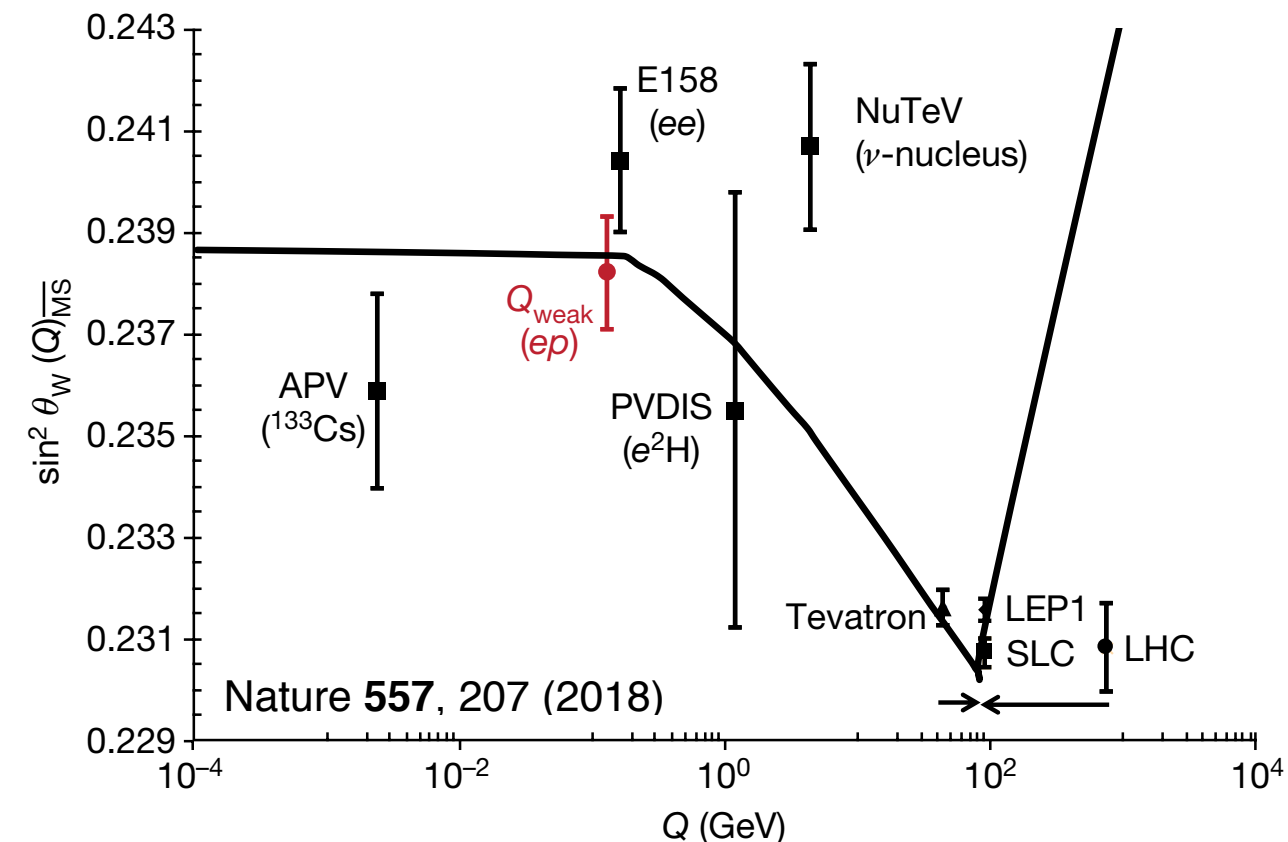 0.243
0.241
0.239
0.237
0.235
0.233
0.231
0.229
sin² θ_W (Q)_M̅S̅
E158
(ee)
NuTeV
(ν-nucleus)
Q_weak
(ep)
APV
(¹³³Cs)
PVDIS
(e²H)
Tevatron
LEP1
SLC
LHC
Nature 557, 207 (2018)
10⁻⁴
10⁻²
10⁰
10²
10⁴
Q (GeV)